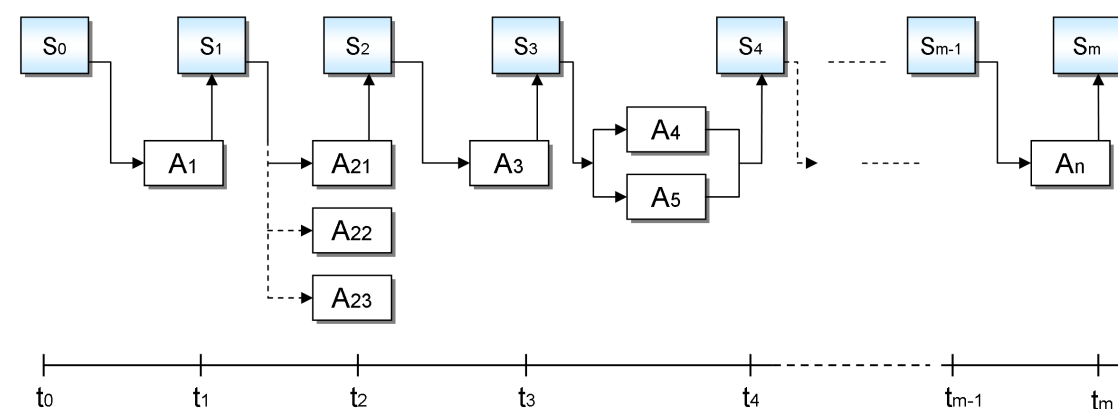 S0 S1 S2 S3 S4 Sm-1 Sm
A4
A1 A21 A3 An
A5
A22
A23
t0 t1 t2 t3 t4 tm-1 tm